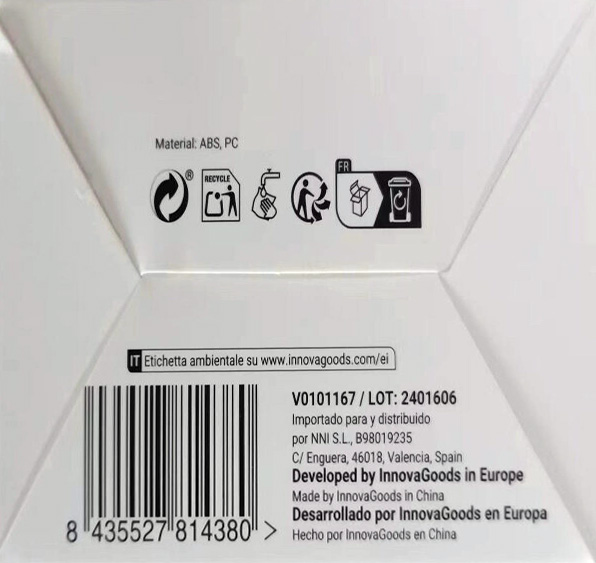 Material: ABS, PC
®
RECYCLE
FR
IT Etichetta ambientale su www.innovagoods.com/ei
V0101167 / LOT: 2401606
Importado para y distribuido
por NNI S.L., B98019235
C/ Enguera, 46018, Valencia, Spain
Developed by InnovaGoods in Europe
Made by InnovaGoods in China
Desarrollado por InnovaGoods en Europa
Hecho por InnovaGoods en China
8 435527 814380 >